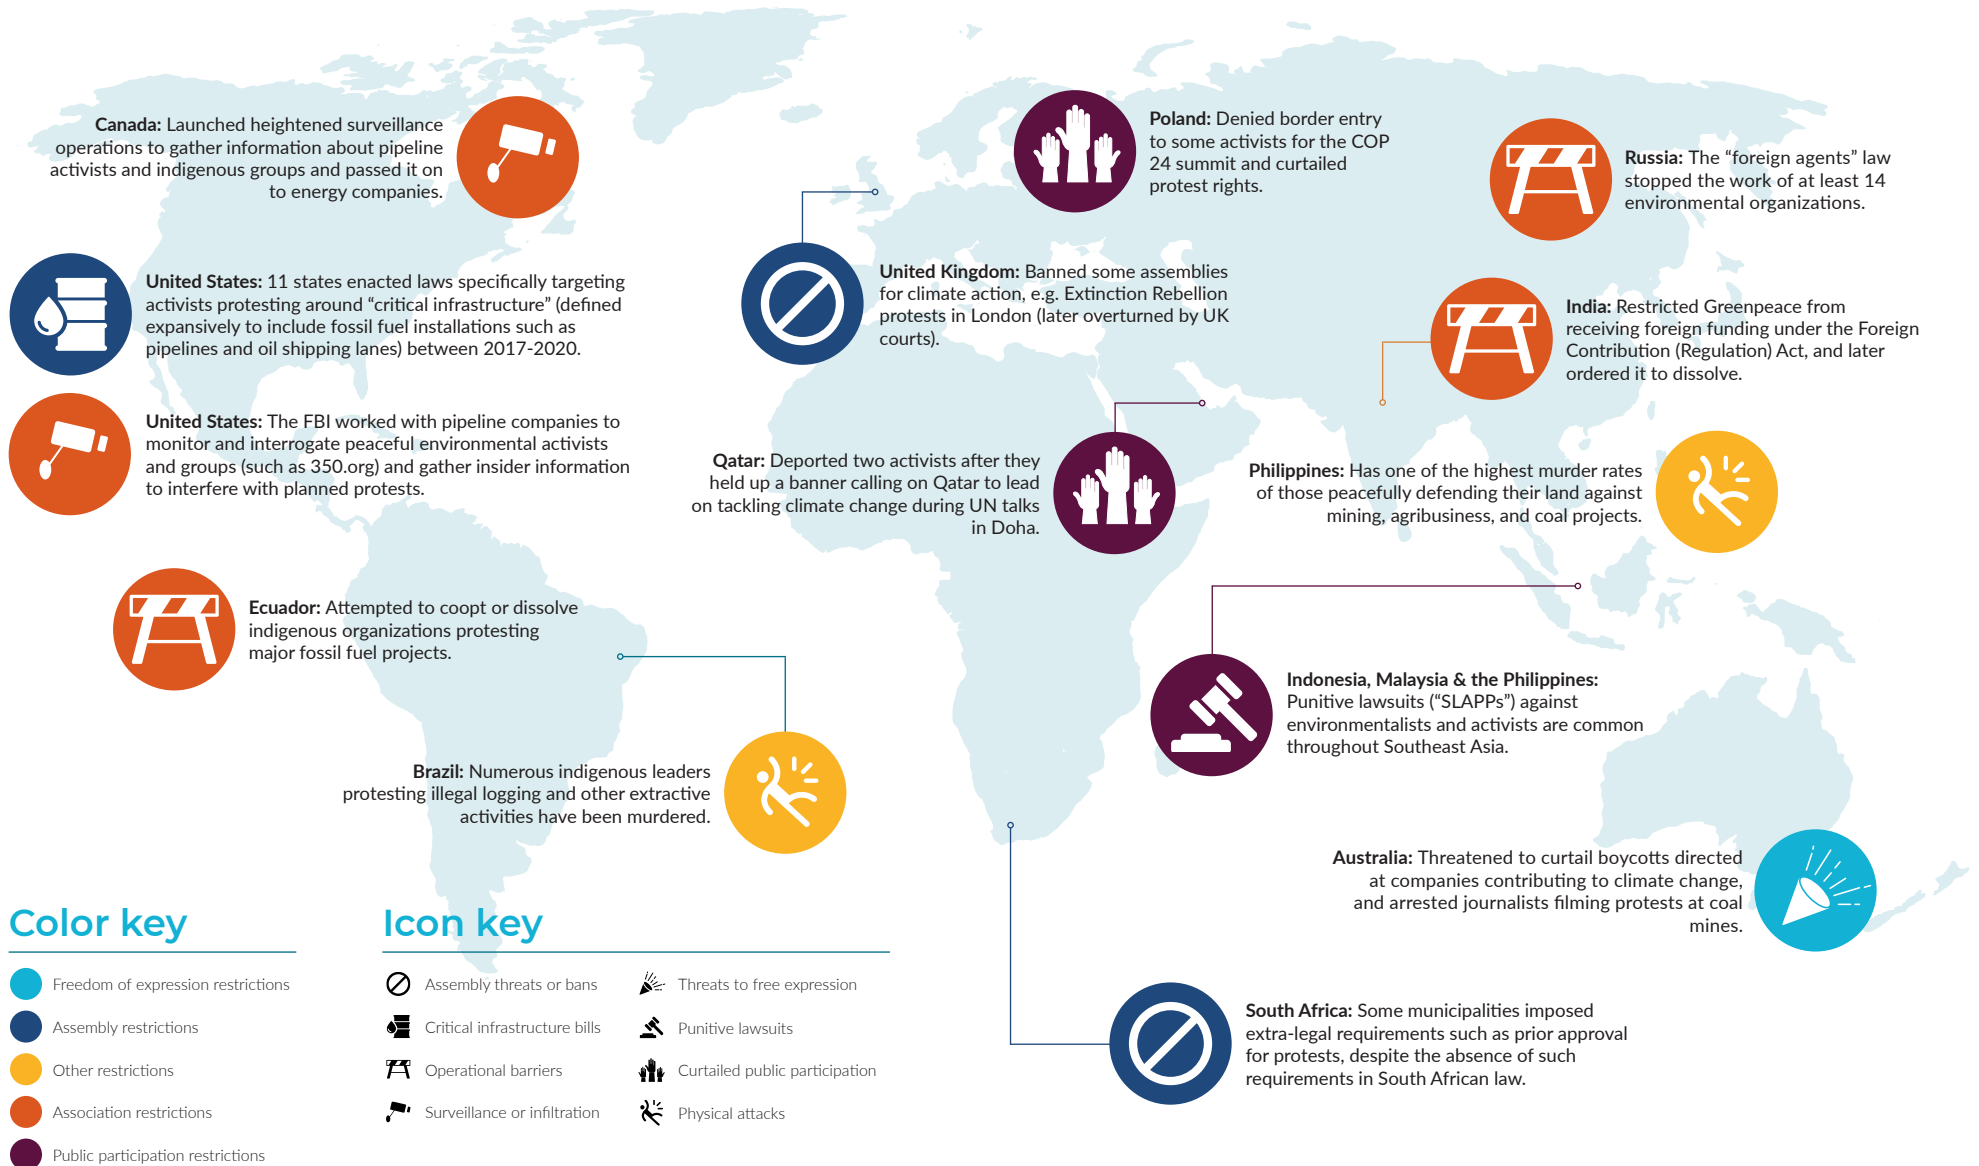 Canada: Launched heightened surveillance
operations to gather information about pipeline
activists and indigenous groups and passed it on
to energy companies.
United States: 11 states enacted laws specifically targeting
activists protesting around “critical infrastructure” (defined
expansively to include fossil fuel installations such as
pipelines and oil shipping lanes) between 2017-2020.
United States: The FBI worked with pipeline companies to
monitor and interrogate peaceful environmental activists
and groups (such as 350.org) and gather insider information
to interfere with planned protests.
Ecuador: Attempted to coopt or dissolve
indigenous organizations protesting
major fossil fuel projects.
Brazil: Numerous indigenous leaders
protesting illegal logging and other extractive
activities have been murdered.
Poland: Denied border entry
to some activists for the COP
24 summit and curtailed
protest rights.
United Kingdom: Banned some assemblies
for climate action, e.g. Extinction Rebellion
protests in London (later overturned by UK
courts).
Qatar: Deported two activists after they
held up a banner calling on Qatar to lead
on tackling climate change during UN talks
in Doha.
Russia: The “foreign agents” law
stopped the work of at least 14
environmental organizations.
India: Restricted Greenpeace from
receiving foreign funding under the Foreign
Contribution (Regulation) Act, and later
ordered it to dissolve.
Philippines: Has one of the highest murder rates
of those peacefully defending their land against
mining, agribusiness, and coal projects.
Indonesia, Malaysia & the Philippines:
Punitive lawsuits (“SLAPPs”) against
environmentalists and activists are common
throughout Southeast Asia.
Australia: Threatened to curtail boycotts directed
at companies contributing to climate change,
and arrested journalists filming protests at coal
mines.
South Africa: Some municipalities imposed
extra-legal requirements such as prior approval
for protests, despite the absence of such
requirements in South African law.
Color key
Freedom of expression restrictions
Assembly restrictions
Other restrictions
Association restrictions
Public participation restrictions
Icon key
Assembly threats or bans
Critical infrastructure bills
Operational barriers
Surveillance or infiltration
Threats to free expression
Punitive lawsuits
Curtailed public participation
Physical attacks